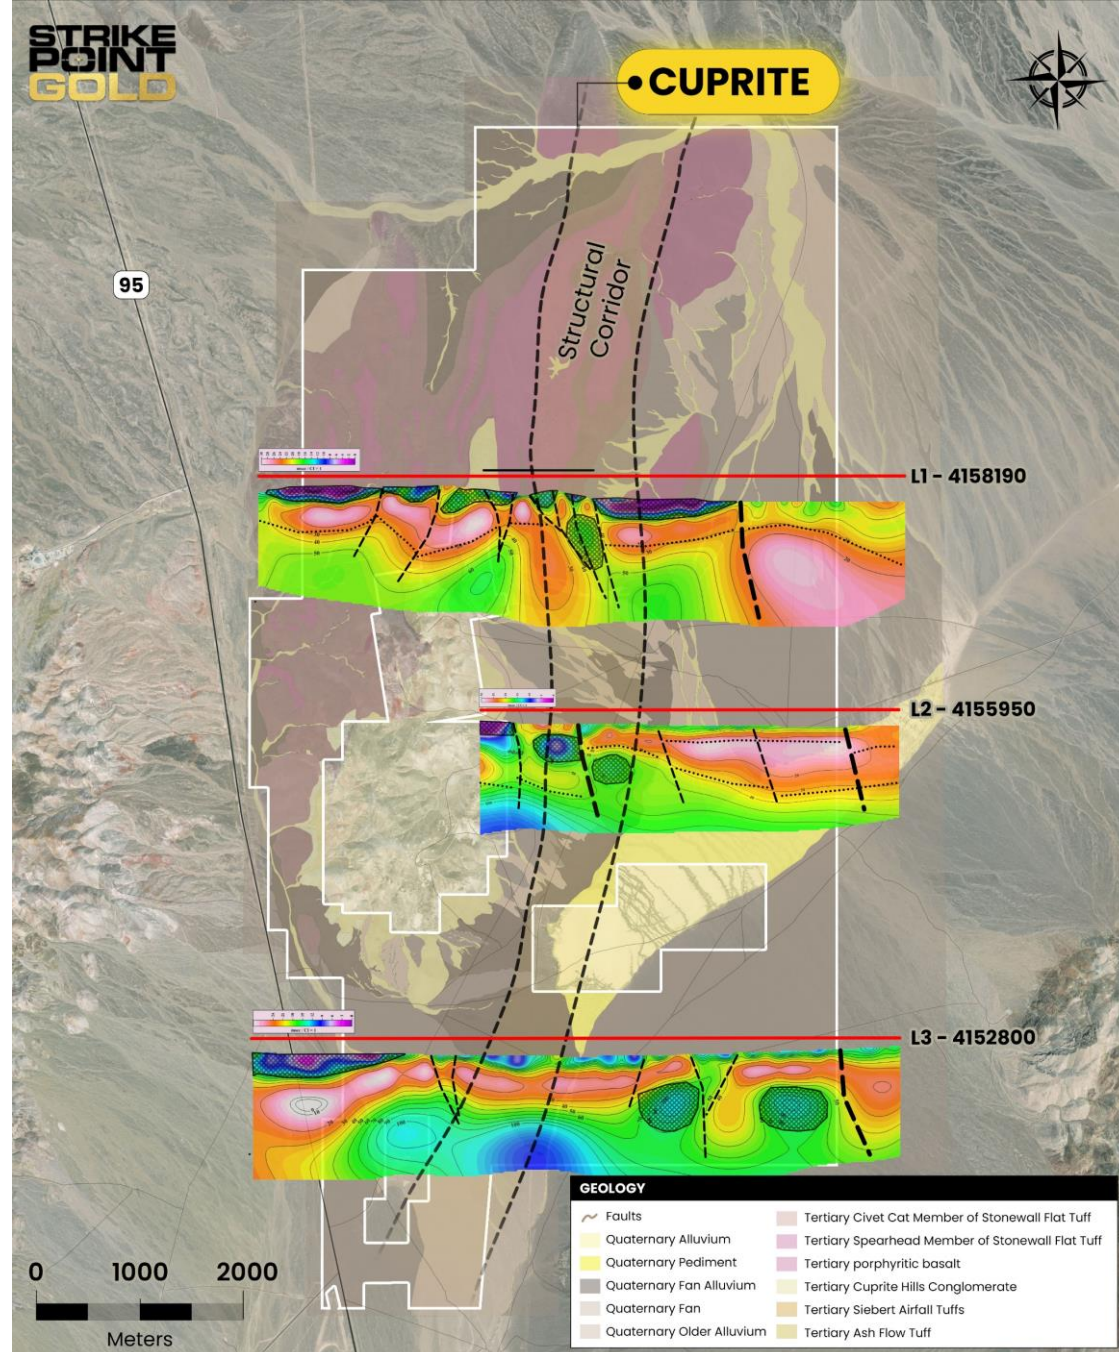 STRIKE
POINT
GOLD
CUPRITE
95
Structural
Corridor
L1 - 4158190
L2 - 4155950
L3 - 4152800
0 1000 2000
Meters
GEOLOGY
Faults
Quaternary Alluvium
Quaternary Pediment
Quaternary Fan Alluvium
Quaternary Fan
Quaternary Older Alluvium
Tertiary Civet Cat Member of Stonewall Flat Tuff
Tertiary Spearhead Member of Stonewall Flat Tuff
Tertiary porphyritic basalt
Tertiary Cuprite Hills Conglomerate
Tertiary Siebert Airfall Tuffs
Tertiary Ash Flow Tuff